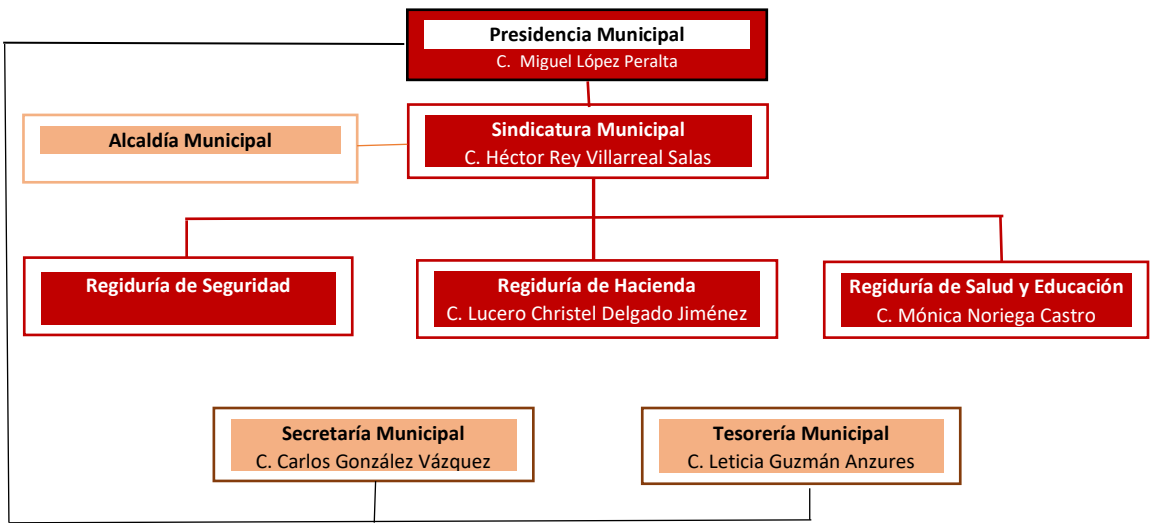 Presidencia Municipal
C. Miguel López Peralta
Alcaldía Municipal
Sindicatura Municipal
C. Héctor Rey Villarreal Salas
Regiduría de Seguridad
Regiduría de Hacienda
C. Lucero Christel Delgado Jiménez
Regiduría de Salud y Educación
C. Mónica Noriega Castro
Secretaría Municipal
C. Carlos González Vázquez
Tesorería Municipal
C. Leticia Guzmán Anzures